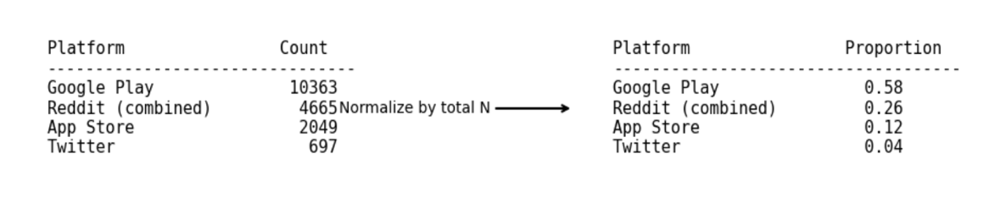 Platform Count
--------------------------------
Google Play 10363
Reddit (combined) 4665
App Store 2049
Twitter 697
Normalize by total N
Platform Proportion
------------------------------------
Google Play 0.58
Reddit (combined) 0.26
App Store 0.12
Twitter 0.04